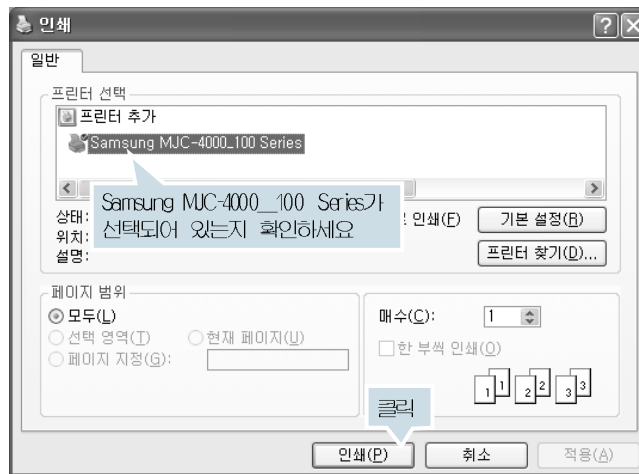 인쇄
일반
프린터 선택
프린터 추가
Samsung MJC-4000_100 Series
Samsung MJC-4000__100 Series가
선택되어 있는지 확인하세요
상태:
위치:
설명:
인쇄(F)
기본 설정(R)
프린터 찾기(D)...
페이지 범위
모두(L)
선택 영역(T) 현재 페이지(U)
페이지 지정(G):
매수(C): 1
한 부씩 인쇄(O)
1 1 2 2 3 3
클릭
인쇄(P) 취소 적용(A)